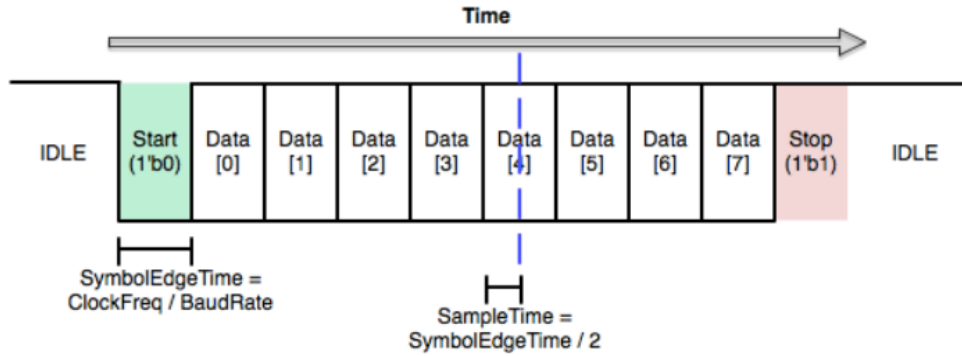 Time
IDLE
Start
(1'b0)
Data
[0]
Data
[1]
Data
[2]
Data
[3]
Data
[4]
Data
[5]
Data
[6]
Data
[7]
Stop
(1'b1)
IDLE
SymbolEdgeTime =
ClockFreq / BaudRate
SampleTime =
SymbolEdgeTime / 2